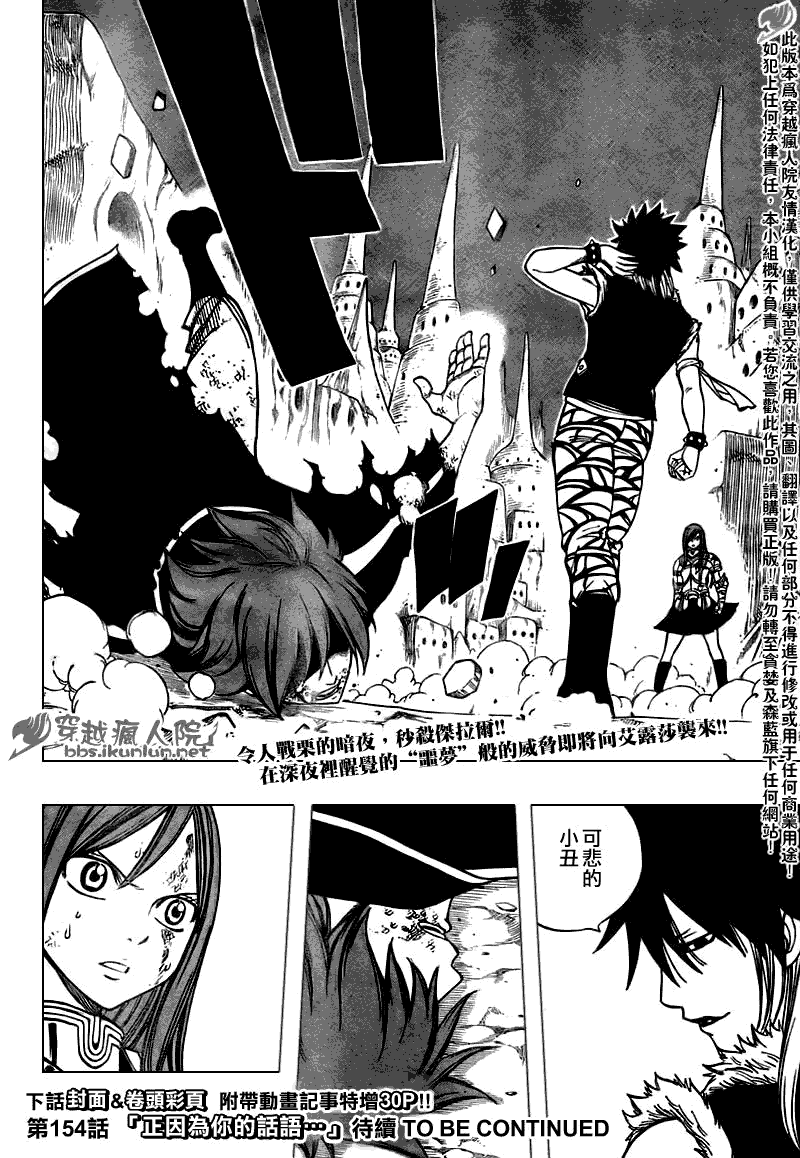 此版本爲穿越瘋人院友情漢化，僅供學習交流之用，其圖、翻譯以及任何部分不得進行修改或用于任何商業用途！
如犯上任何法律責任，本小組概不負責。若您喜歡此作品，請購買正版！請勿轉至貪婪及森藍旗下任何網站！
穿越瘋人院
bbs.ikunlun.net
令人戰栗的暗夜，秒殺傑拉爾!!
在深夜裡醒覺的“噩夢”般的威脅即將向艾露莎襲來!!
可悲的
小丑
下話封面&卷頭彩頁 附帶動畫記事特增30P!!
第154話 「正因為你的話語…」待續 TO BE CONTINUED